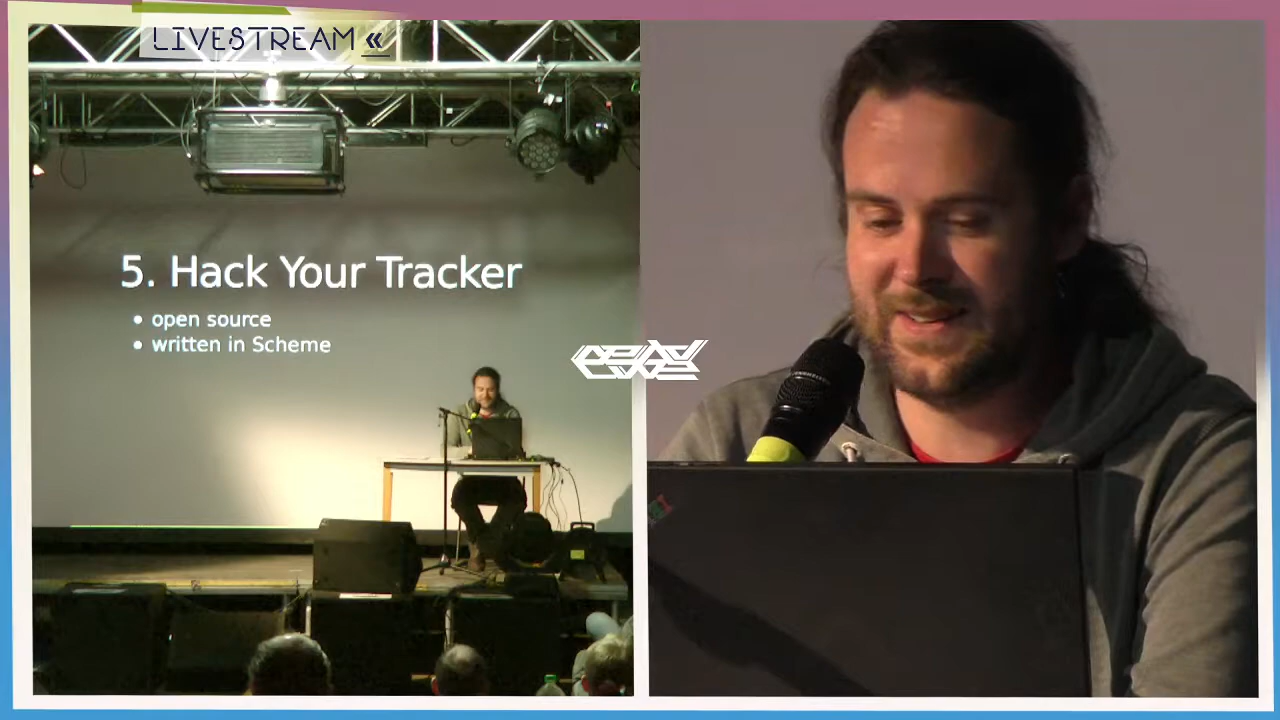 LIVESTREAM «
5. Hack Your Tracker
• open source
• written in Scheme